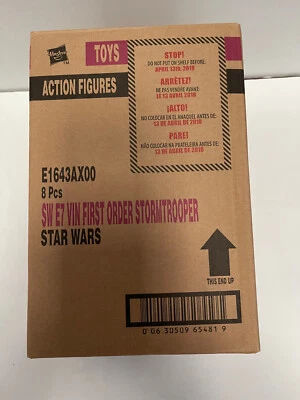 Hasbro
TOYS
ACTION FIGURES
STOP!
DO NOT PUT ON SHELF BEFORE:
APRIL 13th, 2018
ARRÊTEZ!
NE PAS VENDRE AVANT:
LE 13 AVRIL 2018
¡ALTO!
NO COLOCAR EN EL ANAQUEL ANTES DE:
13 DE ABRIL DE 2018
PARE!
NÃO COLOCAR NA PRATELEIRA ANTES DE:
13 DE ABRIL DE 2018
E1643AX00
8 Pcs
SW E7 VIN FIRST ORDER STORMTROOPER
STAR WARS
THIS END UP
0 06 30509 65481 9